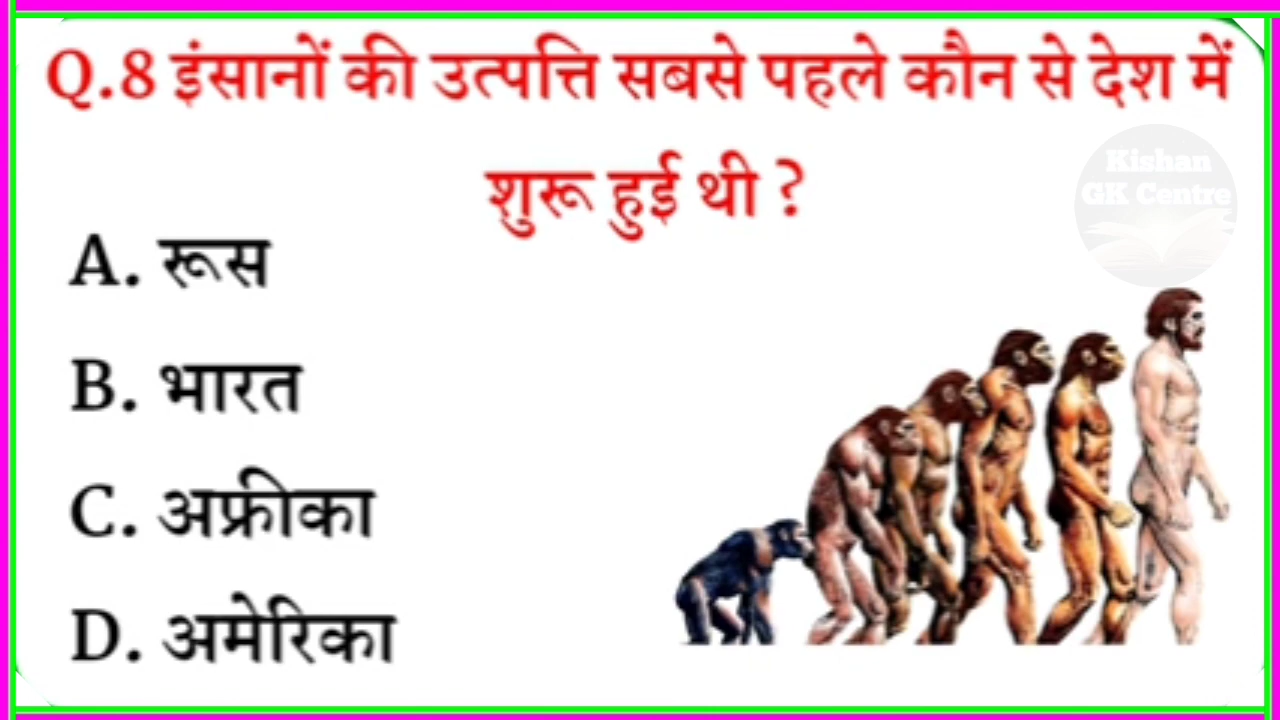 Q.8 इंसानों की उत्पत्ति सबसे पहले कौन से देश में
शुरू हुई थी ?
Kishan
GK Centre
A. रूस
B. भारत
C. अफ्रीका
D. अमेरिका